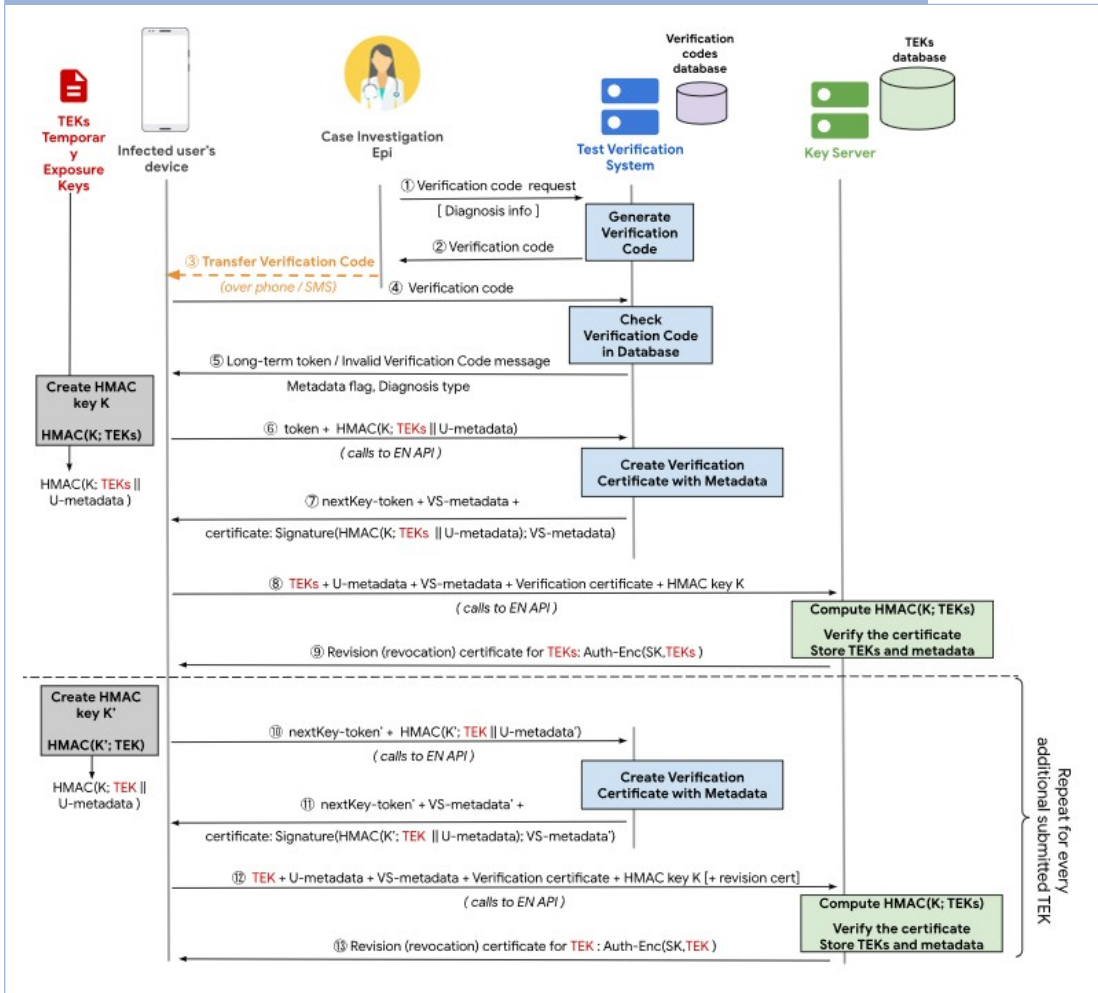 Verification
codes
database
TEKs
database
TEKs
Temporar
y
Exposure
Keys
Infected user's
device
Case Investigation
Epi
Test Verification
System
Key Server
① Verification code request
[ Diagnosis info ]
Generate
Verification
Code
② Verification code
③ Transfer Verification Code
(over phone / SMS)
④ Verification code
Check
Verification Code
in Database
⑤ Long-term token / Invalid Verification Code message
Metadata flag, Diagnosis type
Create HMAC
key K
HMAC(K; TEKs)
HMAC(K; TEKs ||
U-metadata )
⑥ token + HMAC(K; TEKs || U-metadata)
( calls to EN API )
Create Verification
Certificate with Metadata
⑦ nextKey-token + VS-metadata +
certificate: Signature(HMAC(K; TEKs || U-metadata); VS-metadata)
⑧ TEKs + U-metadata + VS-metadata + Verification certificate + HMAC key K
( calls to EN API )
Compute HMAC(K; TEKs)
Verify the certificate
Store TEKs and metadata
⑨ Revision (revocation) certificate for TEKs: Auth-Enc(SK,TEKs )
Create HMAC
key K'
HMAC(K'; TEK)
HMAC(K; TEK ||
U-metadata )
⑩ nextKey-token' + HMAC(K'; TEK || U-metadata')
( calls to EN API )
Create Verification
Certificate with Metadata
⑪ nextKey-token' + VS-metadata' +
certificate: Signature(HMAC(K'; TEK || U-metadata); VS-metadata')
⑫ TEK + U-metadata + VS-metadata + Verification certificate + HMAC key K [+ revision cert]
( calls to EN API )
Compute HMAC(K; TEKs)
Verify the certificate
Store TEKs and metadata
⑬ Revision (revocation) certificate for TEK : Auth-Enc(SK,TEK )
Repeat for every
additional submitted TEK